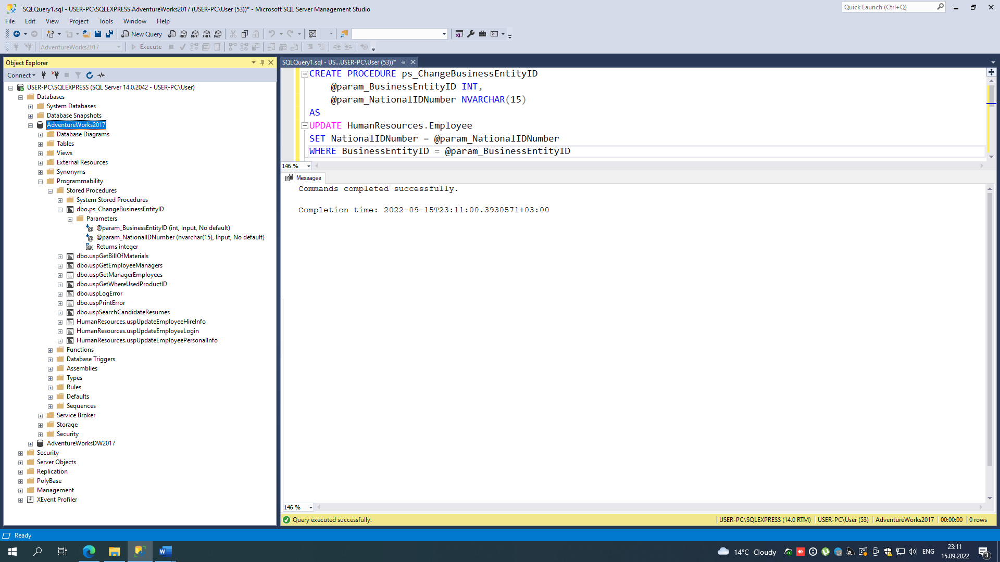 SQLQuery1.sql - USER-PC\SQLEXPRESS.AdventureWorks2017 (USER-PC\User (53))* - Microsoft SQL Server Management Studio
Quick Launch (Ctrl+Q)
File Edit View Project Tools Window Help
New Query
MDX DMX XMLA DAX
AdventureWorks2017
Execute
Object Explorer
Connect
USER-PC\SQLEXPRESS (SQL Server 14.0.2042 - USER-PC\User)
Databases
System Databases
Database Snapshots
AdventureWorks2017
Database Diagrams
Tables
Views
External Resources
Synonyms
Programmability
Stored Procedures
System Stored Procedures
dbo.ps_ChangeBusinessEntityID
Parameters
@param_BusinessEntityID (int, Input, No default)
@param_NationalIDNumber (nvarchar(15), Input, No default)
Returns integer
dbo.uspGetBillOfMaterials
dbo.uspGetEmployeeManagers
dbo.uspGetManagerEmployees
dbo.uspGetWhereUsedProductID
dbo.uspLogError
dbo.uspPrintError
dbo.uspSearchCandidateResumes
HumanResources.uspUpdateEmployeeHireInfo
HumanResources.uspUpdateEmployeeLogin
HumanResources.uspUpdateEmployeePersonalInfo
Functions
Database Triggers
Assemblies
Types
Rules
Defaults
Sequences
Service Broker
Storage
Security
AdventureWorksDW2017
Security
Server Objects
Replication
PolyBase
Management
XEvent Profiler
SQLQuery1.sql - US...USER-PC\User (53))*
CREATE PROCEDURE ps_ChangeBusinessEntityID
@param_BusinessEntityID INT,
@param_NationalIDNumber NVARCHAR(15)
AS
UPDATE HumanResources.Employee
SET NationalIDNumber = @param_NationalIDNumber
WHERE BusinessEntityID = @param_BusinessEntityID
146 %
Messages
Commands completed successfully.
Completion time: 2022-09-15T23:11:00.3930571+03:00
146 %
Query executed successfully.
USER-PC\SQLEXPRESS (14.0 RTM) USER-PC\User (53) AdventureWorks2017 00:00:00 0 rows
Ready
14°C Cloudy
ENG
23:11
15.09.2022
3